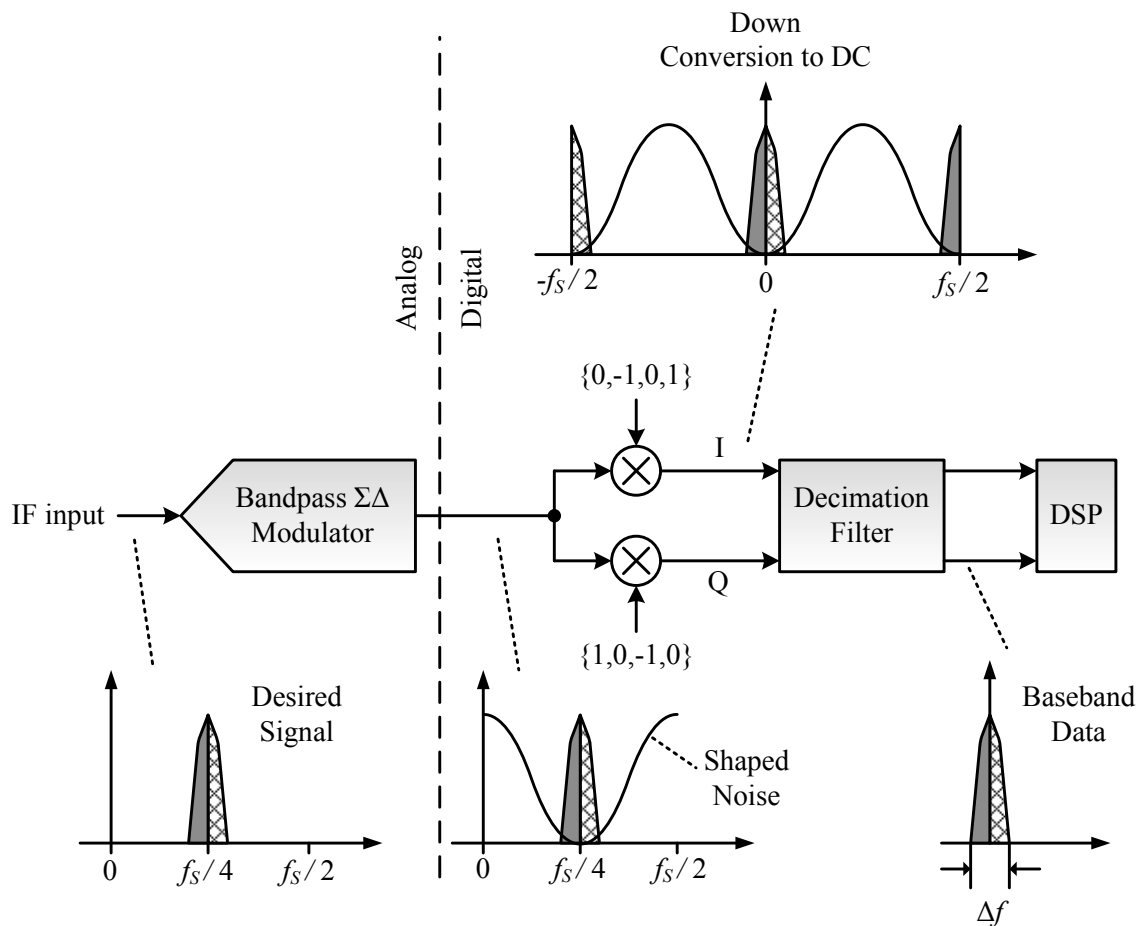 Down
Conversion to DC
-fS/2
0
fS/2
Analog
Digital
{0,-1,0,1}
IF input
Bandpass ΣΔ
Modulator
I
Q
Decimation
Filter
DSP
{1,0,-1,0}
Desired
Signal
0
fS/4
fS/2
Shaped
Noise
0
fS/4
fS/2
Baseband
Data
Δf